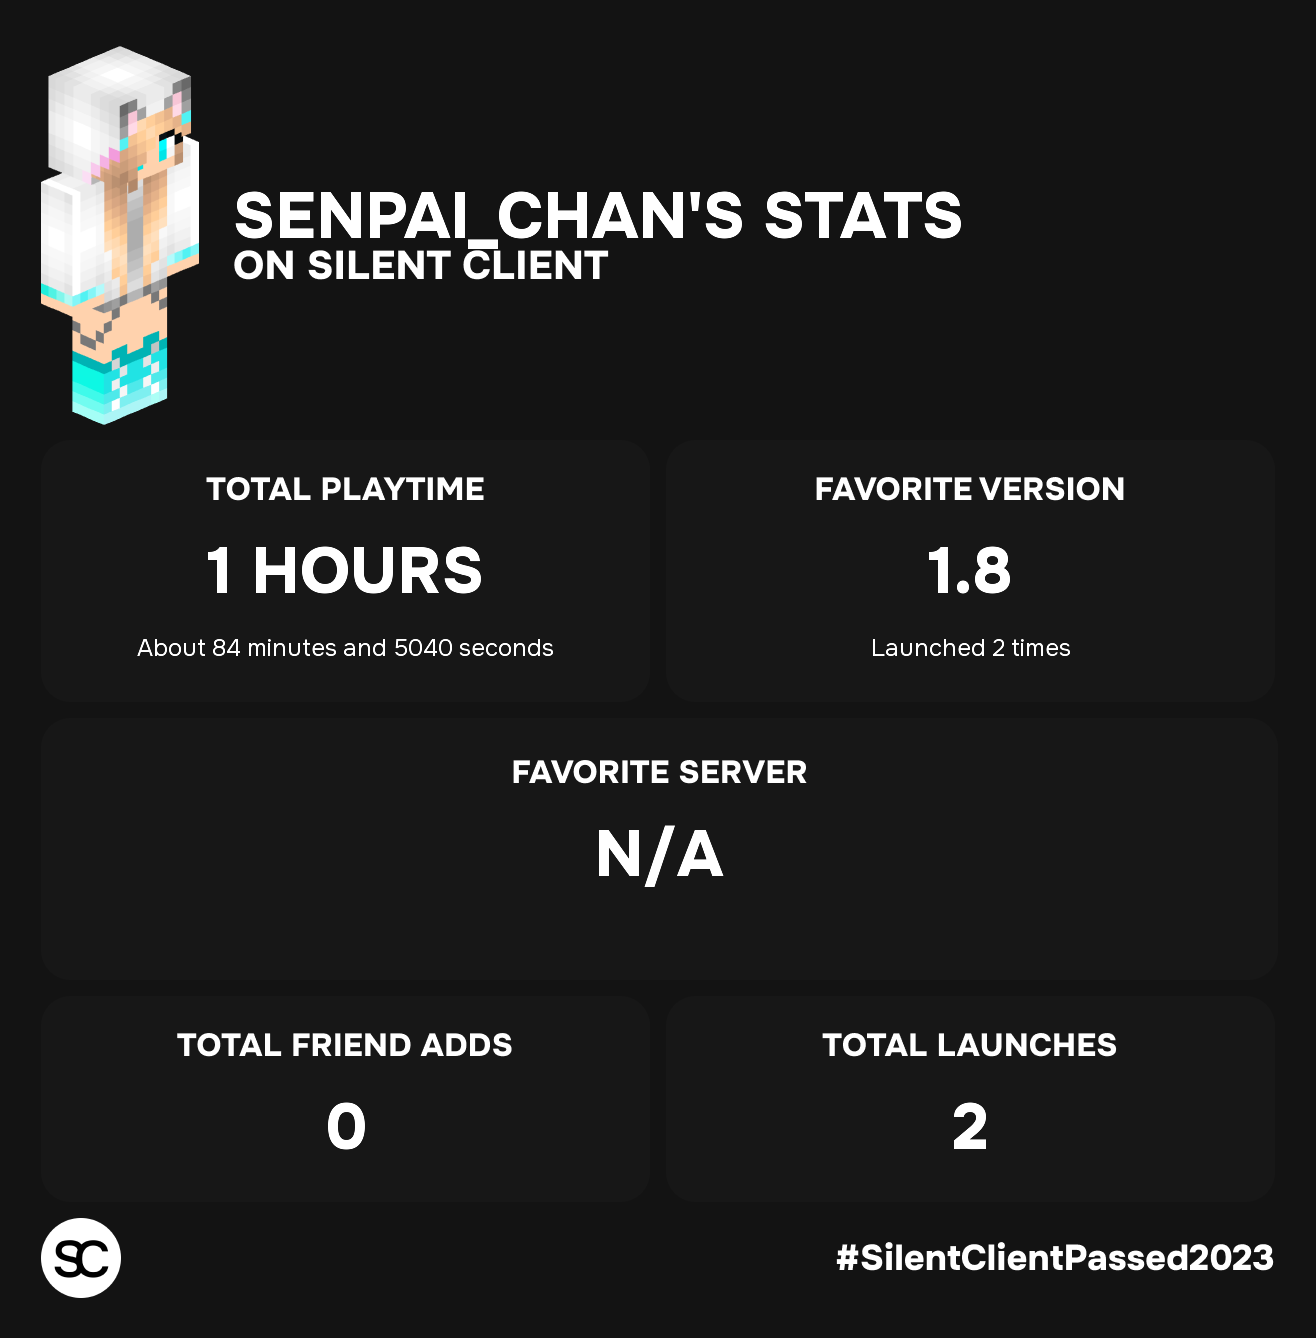 SENPAI_CHAN'S STATS
ON SILENT CLIENT
TOTAL PLAYTIME
1 HOURS
About 84 minutes and 5040 seconds
FAVORITE VERSION
1.8
Launched 2 times
FAVORITE SERVER
N/A
TOTAL FRIEND ADDS
0
TOTAL LAUNCHES
2
SC
#SilentClientPassed2023